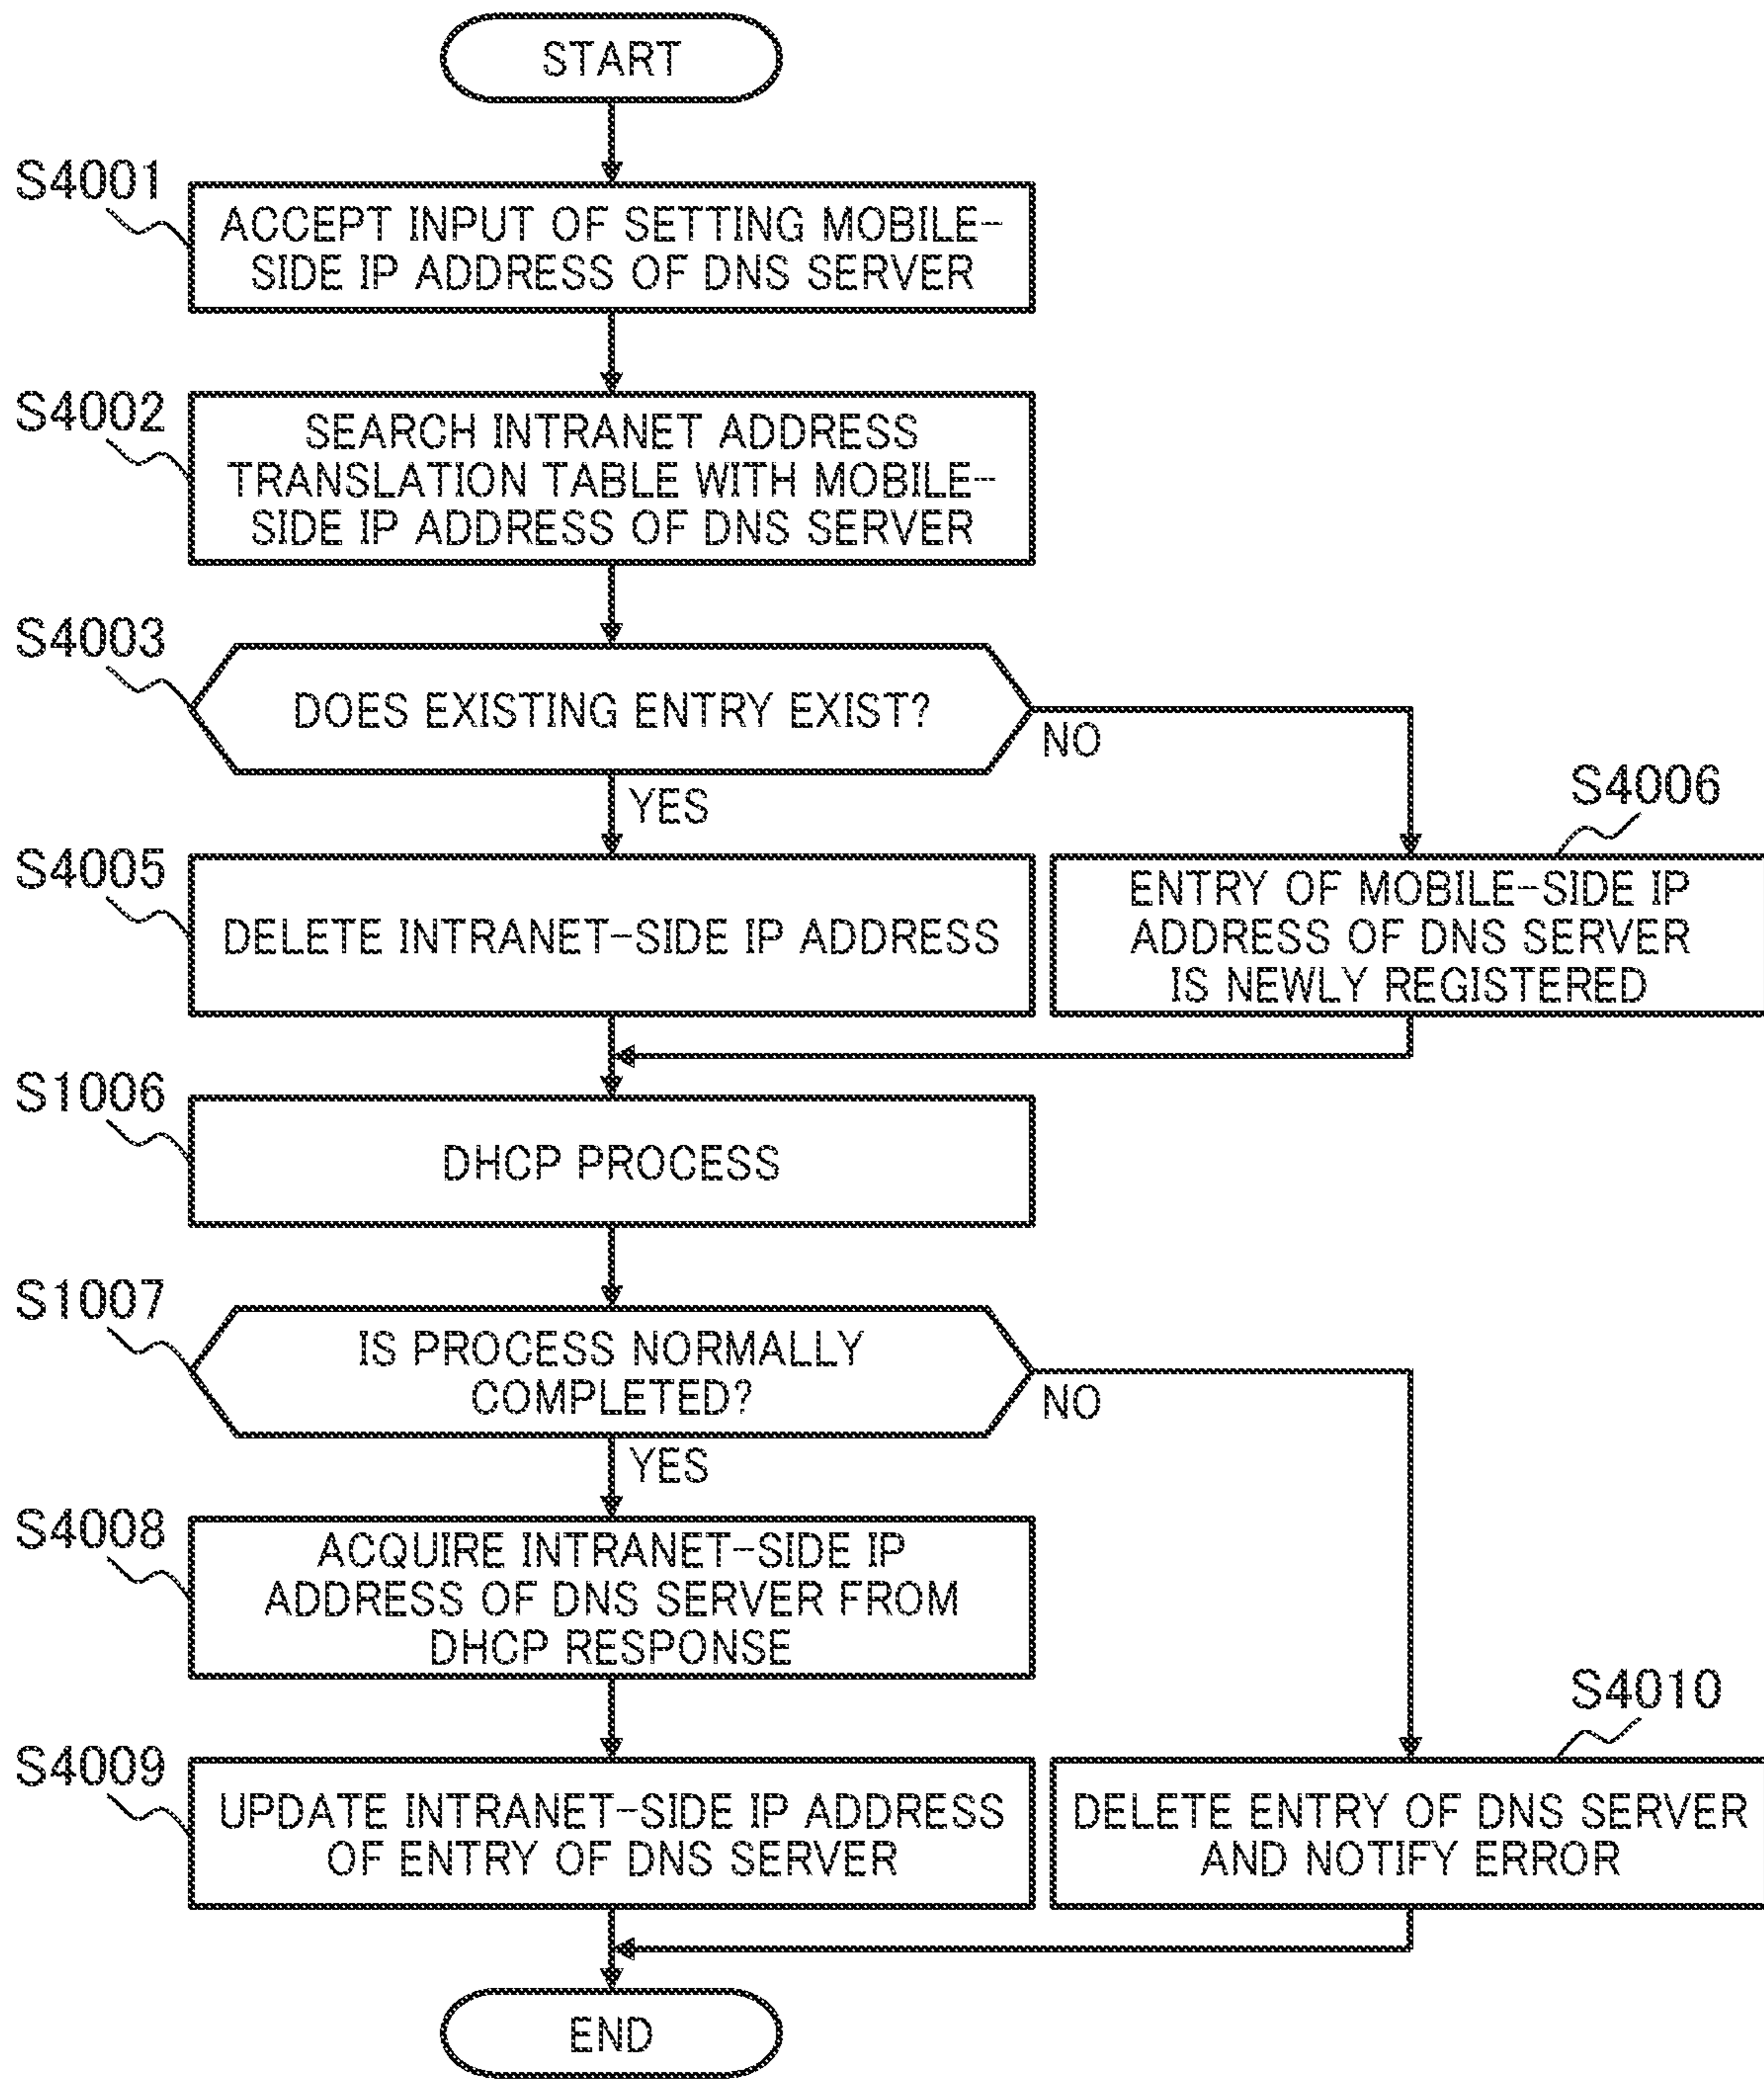 START
S4001
ACCEPT INPUT OF SETTING MOBILE-
SIDE IP ADDRESS OF DNS SERVER
S4002
SEARCH INTRANET ADDRESS
TRANSLATION TABLE WITH MOBILE-
SIDE IP ADDRESS OF DNS SERVER
S4003
DOES EXISTING ENTRY EXIST?
NO
YES
S4005
DELETE INTRANET-SIDE IP ADDRESS
S4006
ENTRY OF MOBILE-SIDE IP
ADDRESS OF DNS SERVER
IS NEWLY REGISTERED
S1006
DHCP PROCESS
S1007
IS PROCESS NORMALLY
COMPLETED?
NO
YES
S4008
ACQUIRE INTRANET-SIDE IP
ADDRESS OF DNS SERVER FROM
DHCP RESPONSE
S4009
UPDATE INTRANET-SIDE IP ADDRESS
OF ENTRY OF DNS SERVER
S4010
DELETE ENTRY OF DNS SERVER
AND NOTIFY ERROR
END